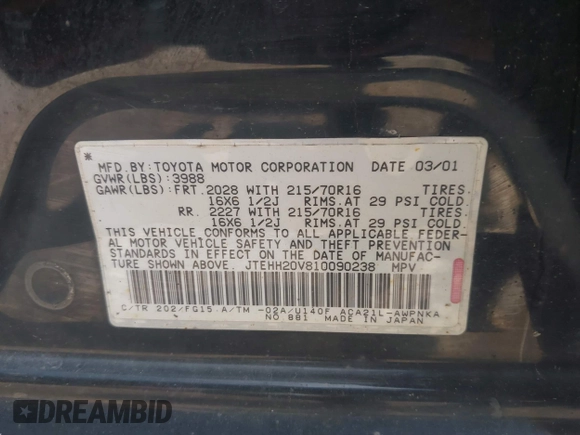 *
MFD.BY:TOYOTA MOTOR CORPORATION DATE 03/01
GVWR(LBS):3988
GAWR(LBS):FRT.2028 WITH 215/70R16 TIRES.
16X6 1/2J RIMS.AT 29 PSI COLD.
RR. 2227 WITH 215/70R16 TIRES.
16X6 1/2J RIMS.AT 29 PSI COLD.
THIS VEHICLE CONFORMS TO ALL APPLICABLE FEDER-
AL MOTOR VEHICLE SAFETY AND THEFT PREVENTION
STANDARDS IN EFFECT ON THE DATE OF MANUFAC-
TURE SHOWN ABOVE. JTEHH20V810090238 MPV
C/TR 202/FG15 A/TM -02A/U140F ACA21L-AWPNKA
NO 881 MADE IN JAPAN
DREAMBID